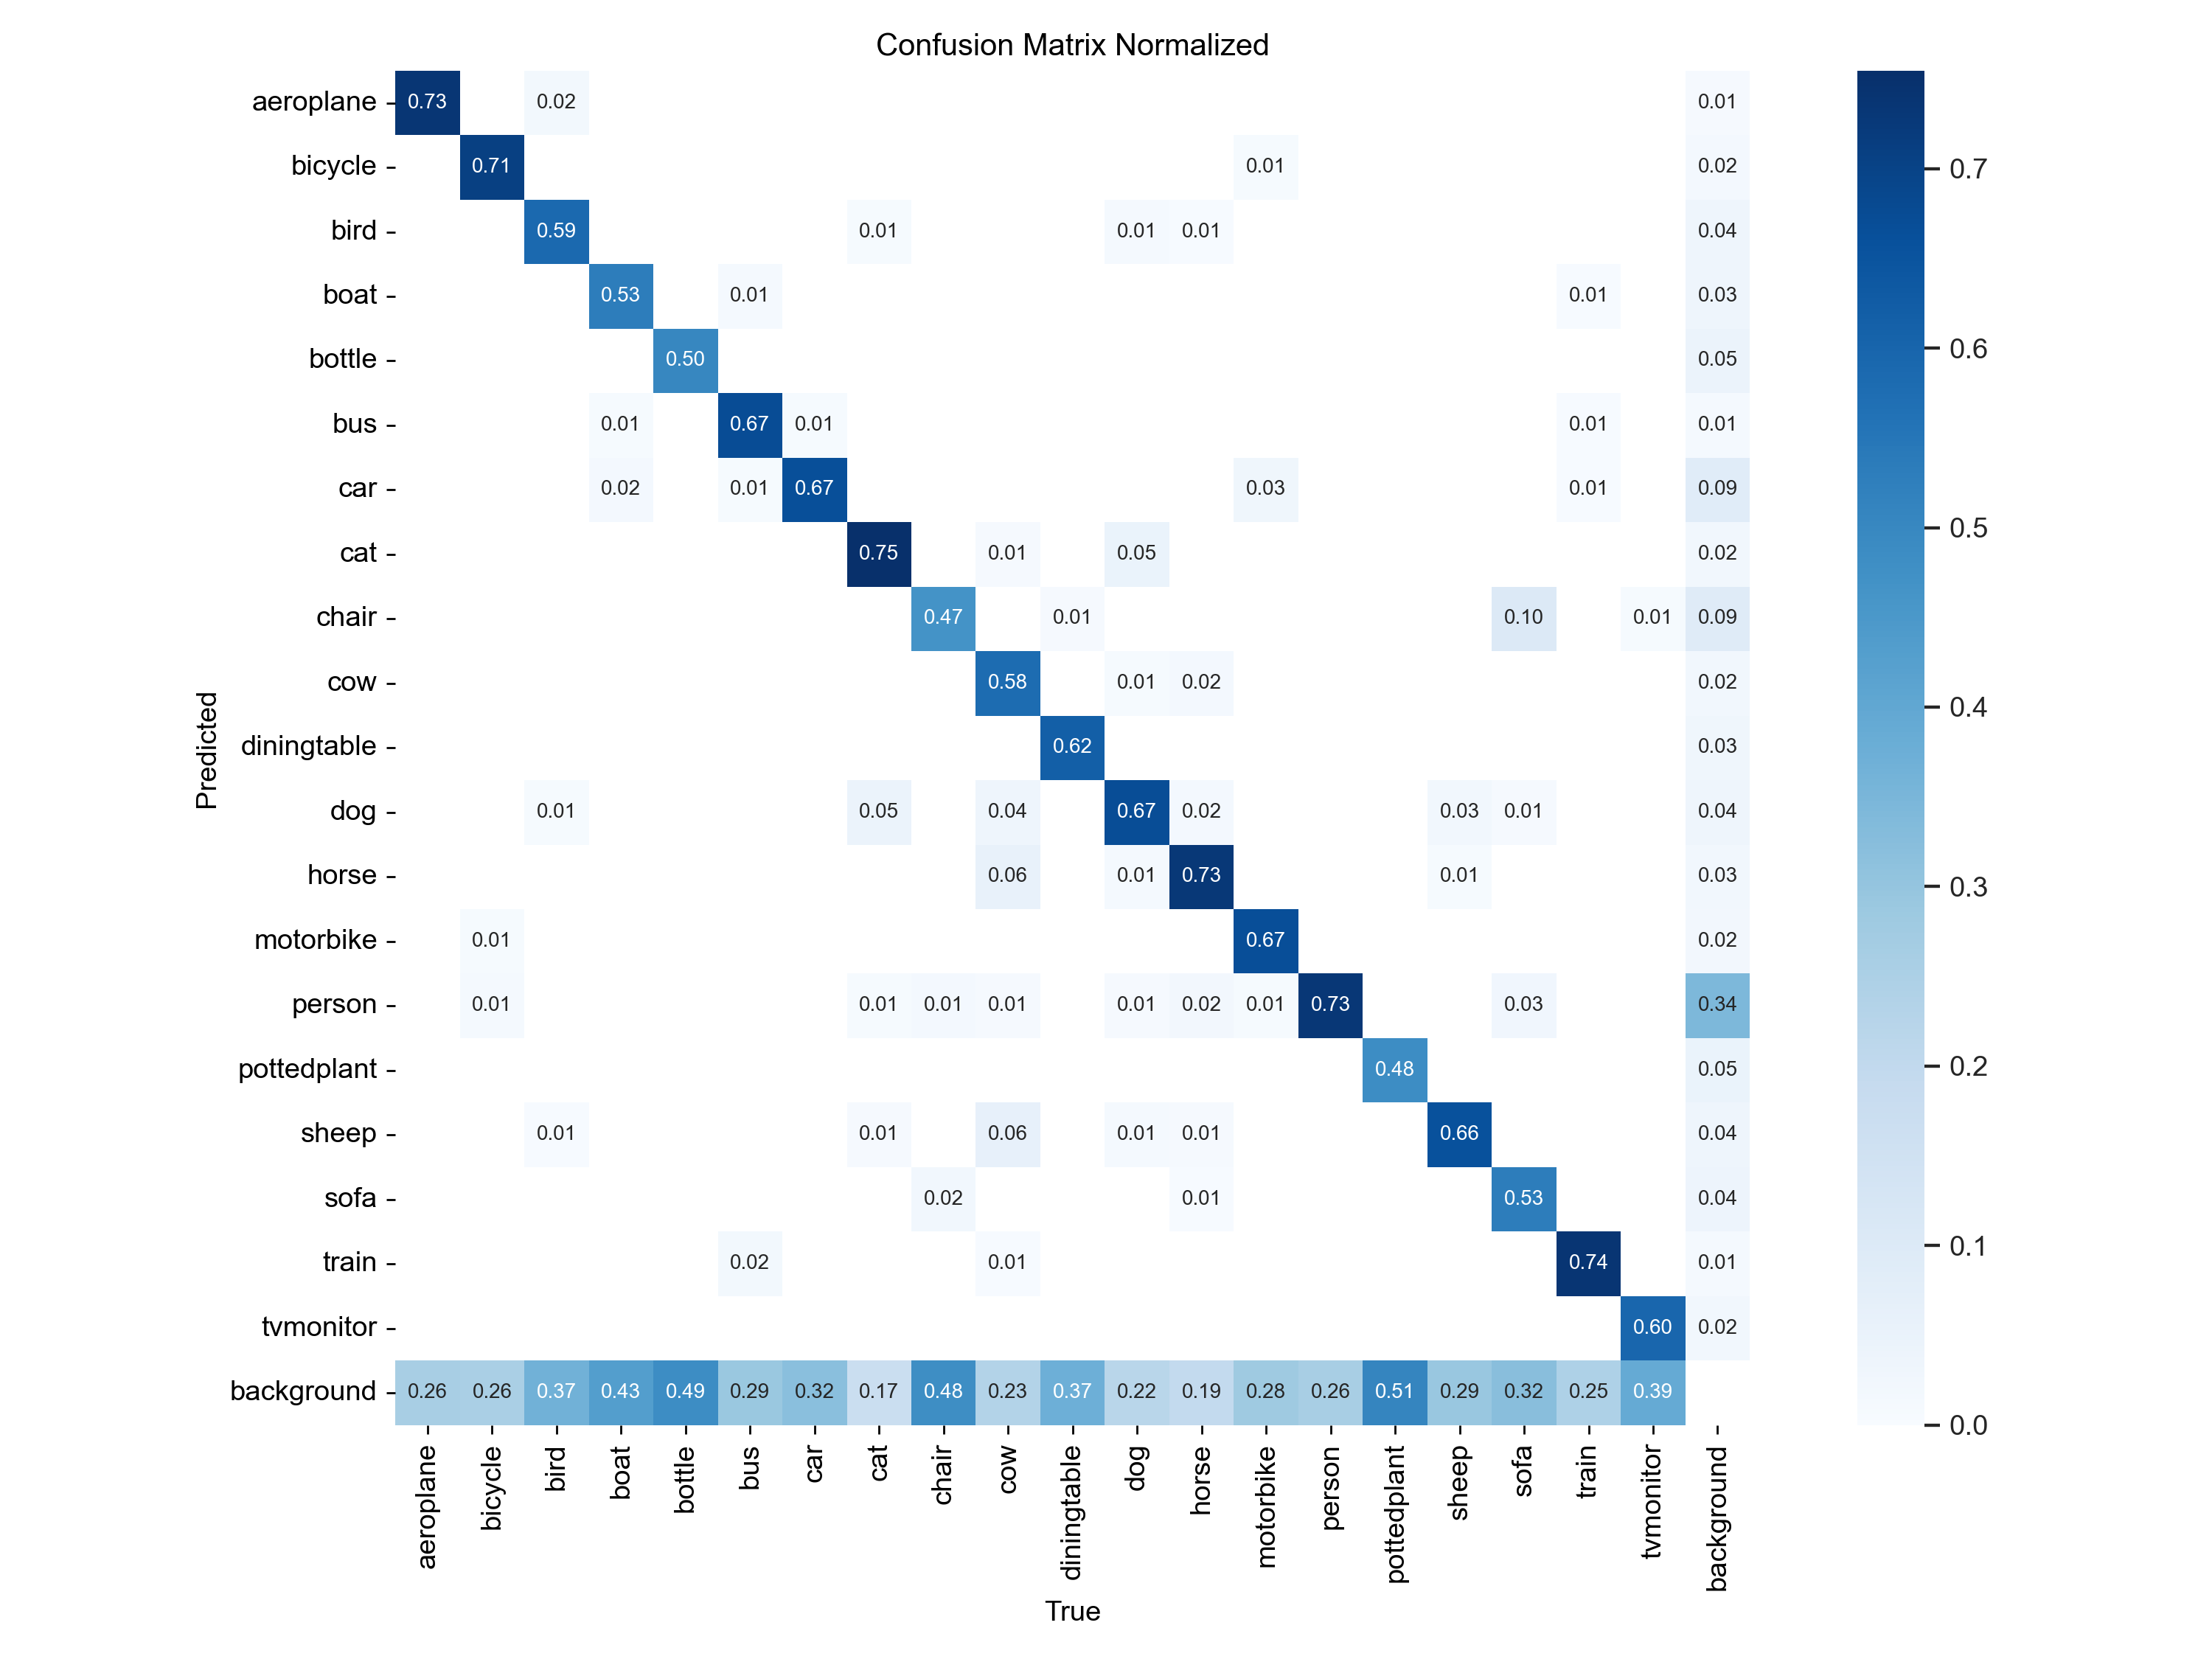 Confusion Matrix Normalized
aeroplane 0.73 0.02 0.01
bicycle 0.71 0.01 0.02 0.7
bird 0.59 0.01 0.01 0.01 0.04
boat 0.53 0.01 0.01 0.03 0.6
bottle 0.50 0.05
bus 0.01 0.67 0.01 0.01 0.01
car 0.02 0.01 0.67 0.03 0.01 0.09 0.5
cat 0.75 0.01 0.05 0.02
chair 0.47 0.01 0.10 0.01 0.09
cow 0.58 0.01 0.02 0.02 0.4
Predicted
diningtable 0.62 0.03
dog 0.01 0.05 0.04 0.67 0.02 0.03 0.01 0.04
horse 0.06 0.01 0.73 0.01 0.03 0.3
motorbike 0.01 0.67 0.02
person 0.01 0.01 0.01 0.01 0.01 0.02 0.01 0.73 0.03 0.34
pottedplant 0.48 0.05 0.2
sheep 0.01 0.01 0.06 0.01 0.01 0.66 0.04
sofa 0.02 0.01 0.53 0.04
train 0.02 0.01 0.74 0.01 0.1
tvmonitor 0.60 0.02
background 0.26 0.26 0.37 0.43 0.49 0.29 0.32 0.17 0.48 0.23 0.37 0.22 0.19 0.28 0.26 0.51 0.29 0.32 0.25 0.39
0.0
aeroplane bicycle bird boat bottle bus car cat chair cow diningtable dog horse motorbike person pottedplant sheep sofa train tvmonitor background
True